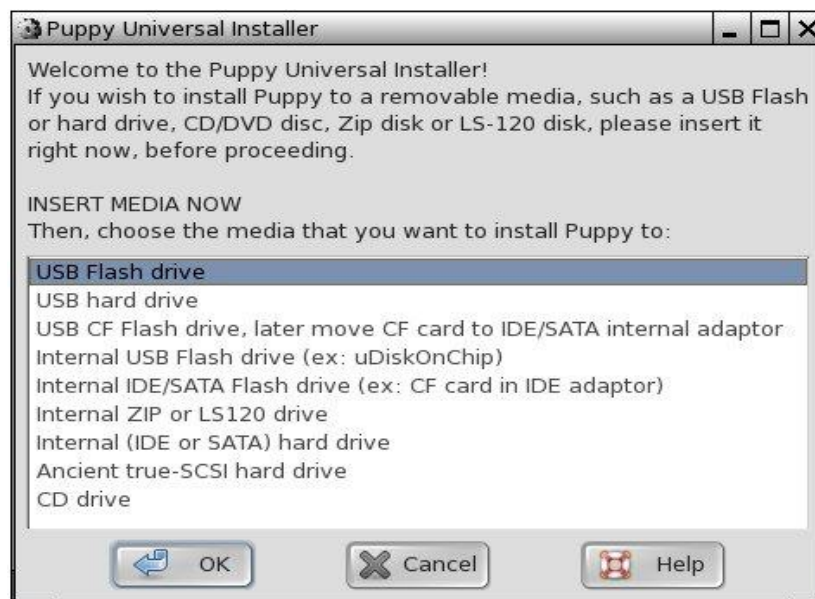 Puppy Universal Installer
Welcome to the Puppy Universal Installer!
If you wish to install Puppy to a removable media, such as a USB Flash
or hard drive, CD/DVD disc, Zip disk or LS-120 disk, please insert it
right now, before proceeding.
INSERT MEDIA NOW
Then, choose the media that you want to install Puppy to:
USB Flash drive
USB hard drive
USB CF Flash drive, later move CF card to IDE/SATA internal adaptor
Internal USB Flash drive (ex: uDiskOnChip)
Internal IDE/SATA Flash drive (ex: CF card in IDE adaptor)
Internal ZIP or LS120 drive
Internal (IDE or SATA) hard drive
Ancient true-SCSI hard drive
CD drive
OK Cancel Help